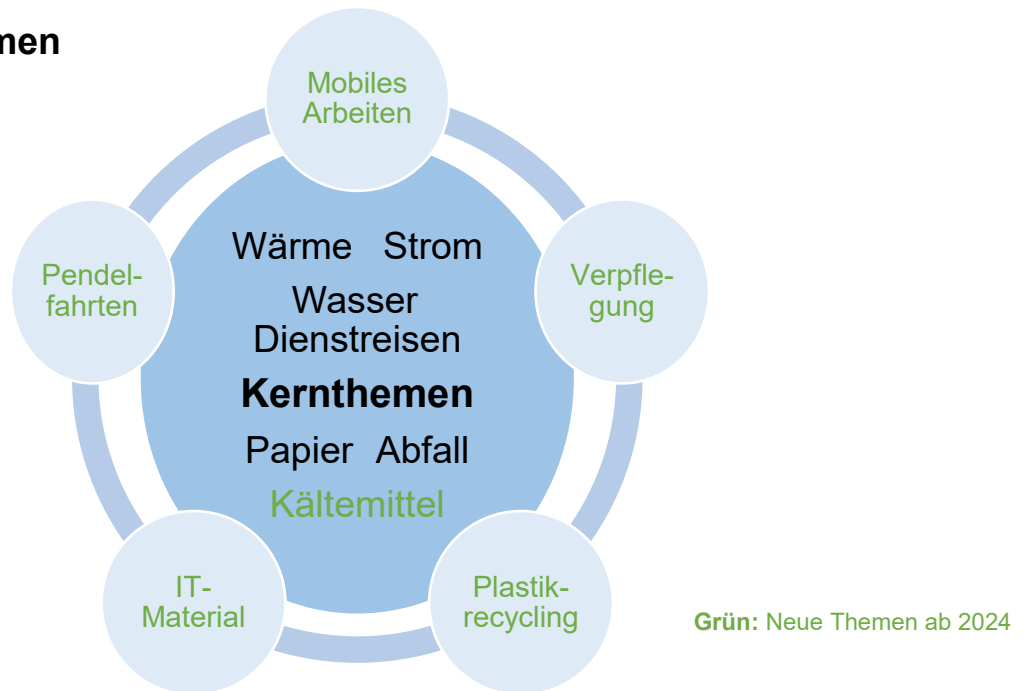 men
Mobiles
Arbeiten
Wärme Strom
Pendel-
fahrten
Verpfle-
gung
Wasser
Dienstreisen
Kernthemen
Papier Abfall
Kältemittel
IT-
Material
Plastik-
recycling
Grün: Neue Themen ab 2024